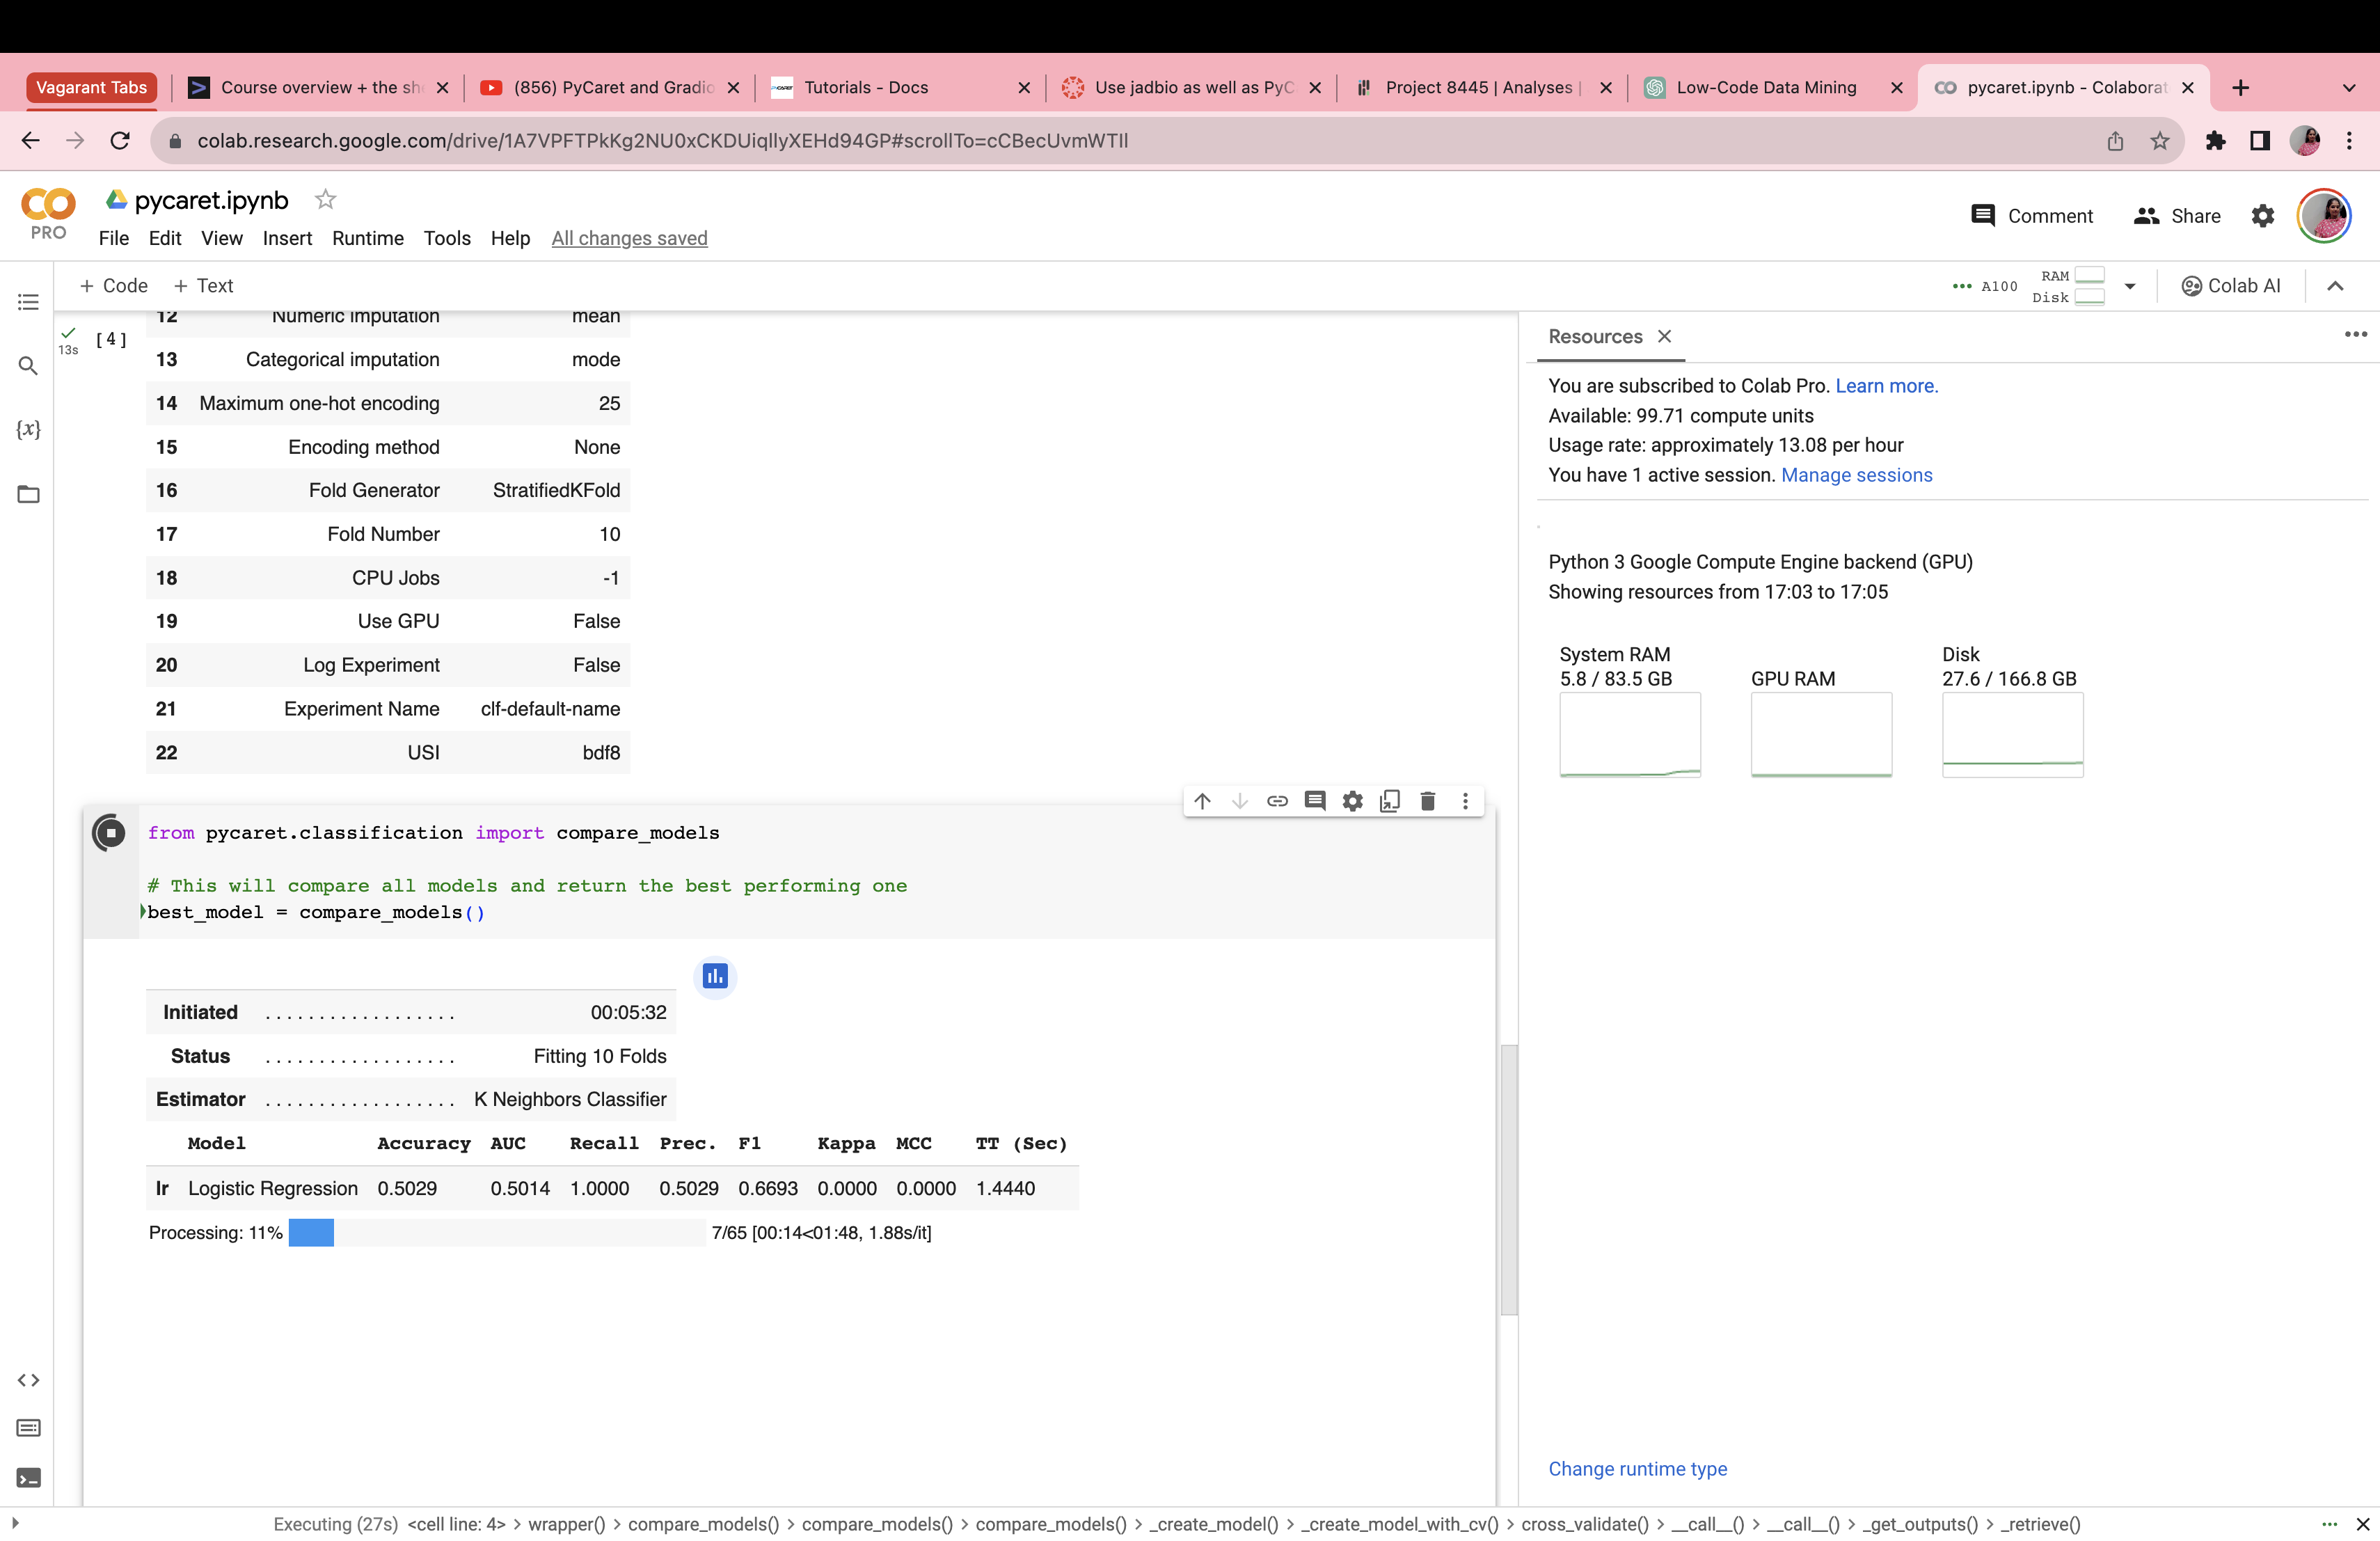 Vagarant Tabs
Course overview + the sh
(856) PyCaret and Gradio
Tutorials - Docs
Use jadbio as well as PyC
Project 8445 | Analyses |
Low-Code Data Mining
pycaret.ipynb - Colaborat
colab.research.google.com/drive/1A7VPFTPkKg2NU0xCKDUiqllyXEHd94GP#scrollTo=cCBecUvmWTIl
PRO
pycaret.ipynb
File Edit View Insert Runtime Tools Help All changes saved
Comment
Share
+ Code + Text
A100
RAM
Disk
Colab AI
13s
[4]
12 Numeric imputation mean
13 Categorical imputation mode
14 Maximum one-hot encoding 25
15 Encoding method None
16 Fold Generator StratifiedKFold
17 Fold Number 10
18 CPU Jobs -1
19 Use GPU False
20 Log Experiment False
21 Experiment Name clf-default-name
22 USI bdf8
from pycaret.classification import compare_models
# This will compare all models and return the best performing one
best_model = compare_models()
Initiated .................. 00:05:32
Status .................. Fitting 10 Folds
Estimator .................. K Neighbors Classifier
Model Accuracy AUC Recall Prec. F1 Kappa MCC TT (Sec)
lr Logistic Regression 0.5029 0.5014 1.0000 0.5029 0.6693 0.0000 0.0000 1.4440
Processing: 11% 7/65 [00:14<01:48, 1.88s/it]
Resources
You are subscribed to Colab Pro. Learn more.
Available: 99.71 compute units
Usage rate: approximately 13.08 per hour
You have 1 active session. Manage sessions
Python 3 Google Compute Engine backend (GPU)
Showing resources from 17:03 to 17:05
System RAM
5.8 / 83.5 GB
GPU RAM
Disk
27.6 / 166.8 GB
Change runtime type
Executing (27s) <cell line: 4> > wrapper() > compare_models() > compare_models() > compare_models() > _create_model() > _create_model_with_cv() > cross_validate() > __call__() > __call__() > _get_outputs() > _retrieve()